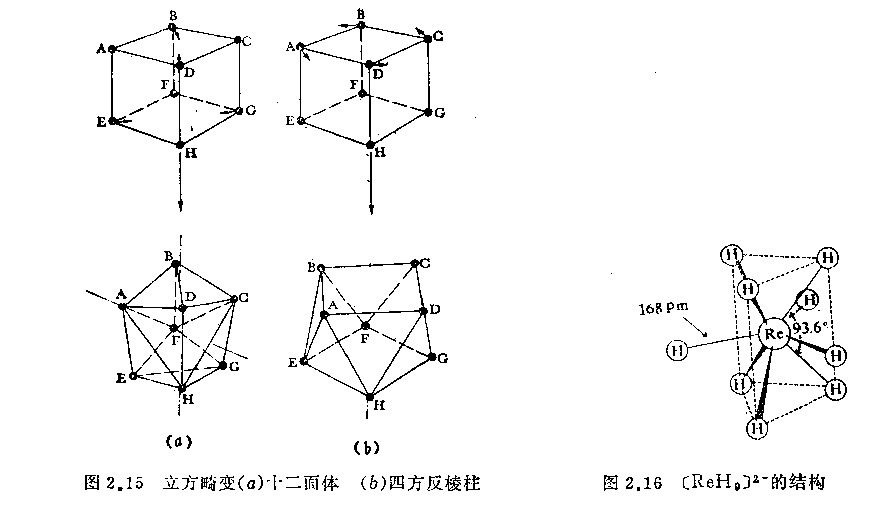 B B
A C A C
D D
F F
E G E G
H H
B
A D C
F
E G
H
B C
A D
F
E G
H
(a) (b)
图 2.15 立方畸变(a)十二面体 (b)四方反棱柱
H H
H H
168 pm
Re 93.6°
H H
H H
H
图 2.16 〔ReH₉〕²⁻的结构